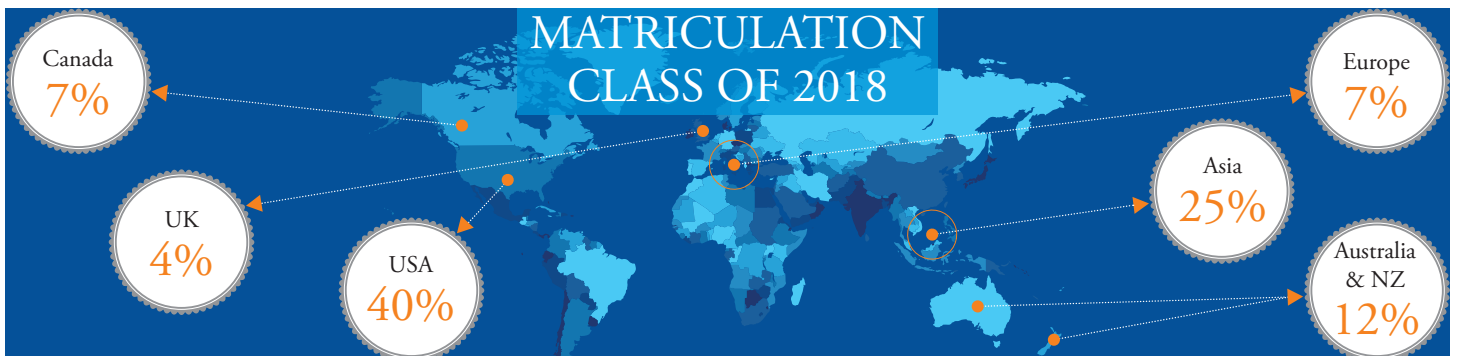 MATRICULATION
CLASS OF 2018
Canada
7%
UK
4%
USA
40%
Europe
7%
Asia
25%
Australia
& NZ
12%